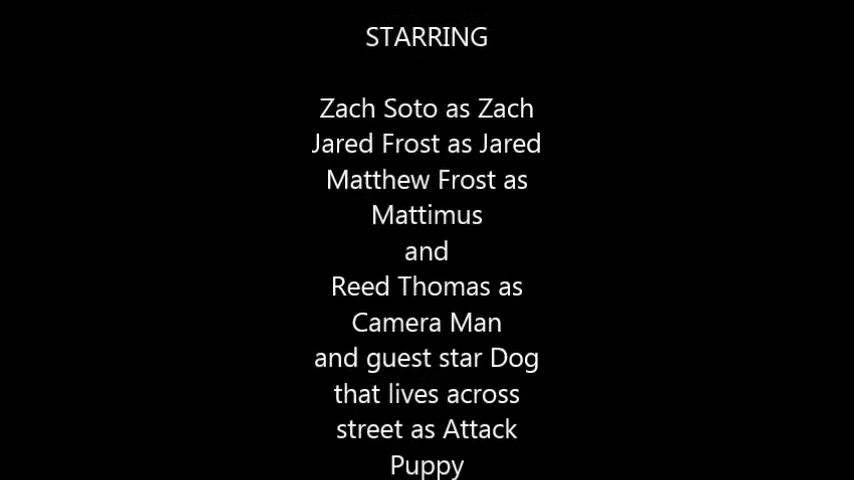 STARRING
Zach Soto as Zach
Jared Frost as Jared
Matthew Frost as
Mattimus
and
Reed Thomas as
Camera Man
and guest star Dog
that lives across
street as Attack
Puppy